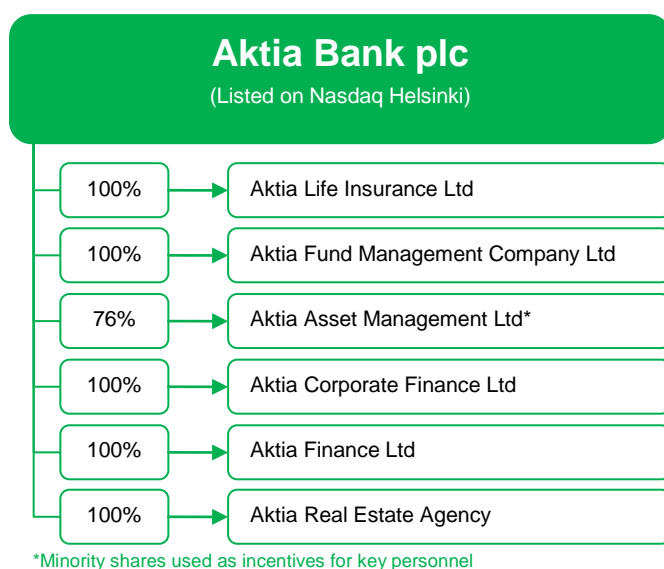 Aktia Bank plc
(Listed on Nasdaq Helsinki)
100% Aktia Life Insurance Ltd
100% Aktia Fund Management Company Ltd
76% Aktia Asset Management Ltd*
100% Aktia Corporate Finance Ltd
100% Aktia Finance Ltd
100% Aktia Real Estate Agency
*Minority shares used as incentives for key personnel